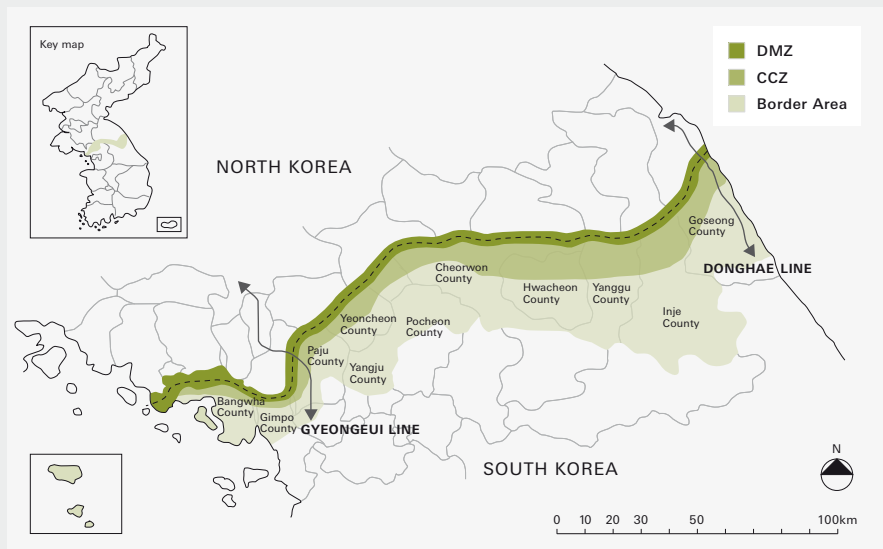 Key map
DMZ
CCZ
Border Area
NORTH KOREA
Goseong
County
DONGHAE LINE
Cheorwon
County
Hwacheon
County
Yanggu
County
Inje
County
Yeoncheon
County
Pocheon
County
Paju
County
Yangju
County
Bangwha
County
Gimpo
County
GYEONGEUI LINE
SOUTH KOREA
N
0 10 20 30 50 100km